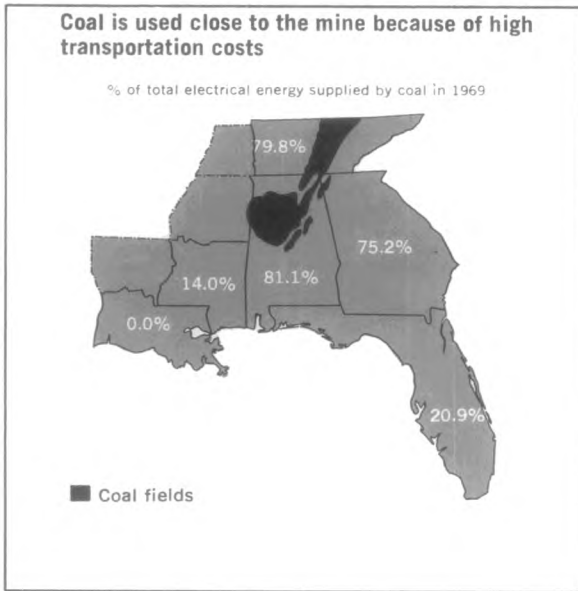 Coal is used close to the mine because of high
transportation costs
% of total electrical energy supplied by coal in 1969
79.8%
75.2%
14.0%
81.1%
0.0%
20.9%
Coal fields